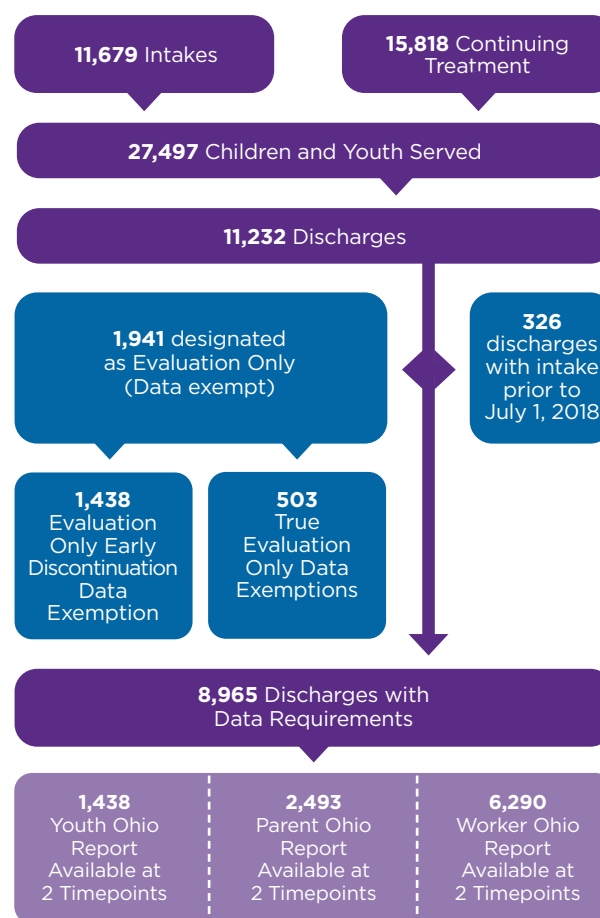 11,679 Intakes
15,818 Continuing
Treatment
27,497 Children and Youth Served
11,232 Discharges
1,941 designated
as Evaluation Only
(Data exempt)
326
discharges
with intake
prior to
July 1, 2018
1,438
Evaluation
Only Early
Discontinuation
Data
Exemption
503
True
Evaluation
Only Data
Exemptions
8,965 Discharges with
Data Requirements
1,438
Youth Ohio
Report
Available at
2 Timepoints
2,493
Parent Ohio
Report
Available at
2 Timepoints
6,290
Worker Ohio
Report
Available at
2 Timepoints